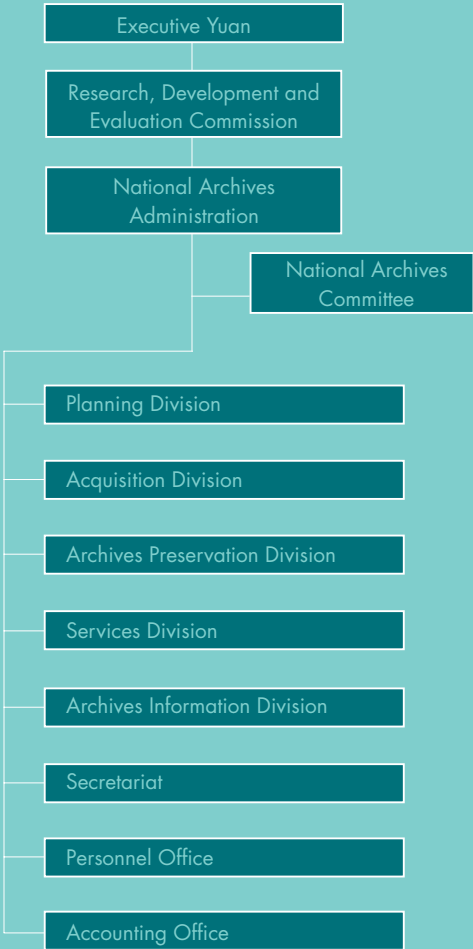 Executive Yuan
Research, Development and
Evaluation Commission
National Archives
Administration
National Archives
Committee
Planning Division
Acquisition Division
Archives Preservation Division
Services Division
Archives Information Division
Secretariat
Personnel Office
Accounting Office